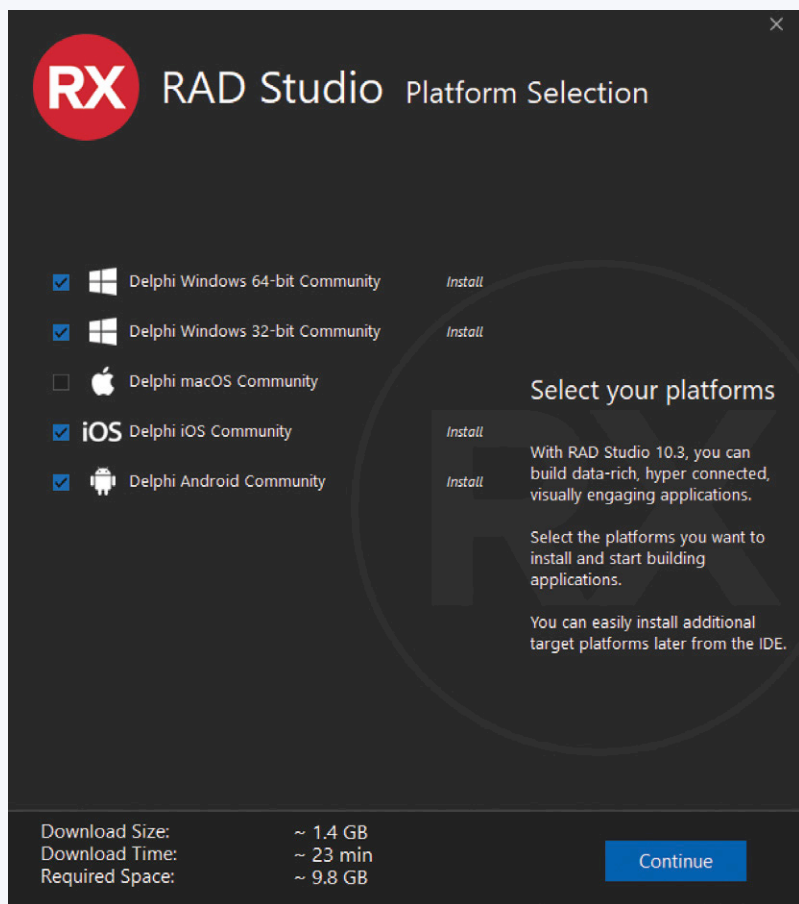 RX RAD Studio Platform Selection
Delphi Windows 64-bit Community Install
Delphi Windows 32-bit Community Install
Delphi macOS Community
iOS Delphi iOS Community Install
Delphi Android Community Install
Select your platforms
With RAD Studio 10.3, you can
build data-rich, hyper connected,
visually engaging applications.
Select the platforms you want to
install and start building
applications.
You can easily install additional
target platforms later from the IDE.
RX
Download Size: ~ 1.4 GB
Download Time: ~ 23 min
Required Space: ~ 9.8 GB
Continue